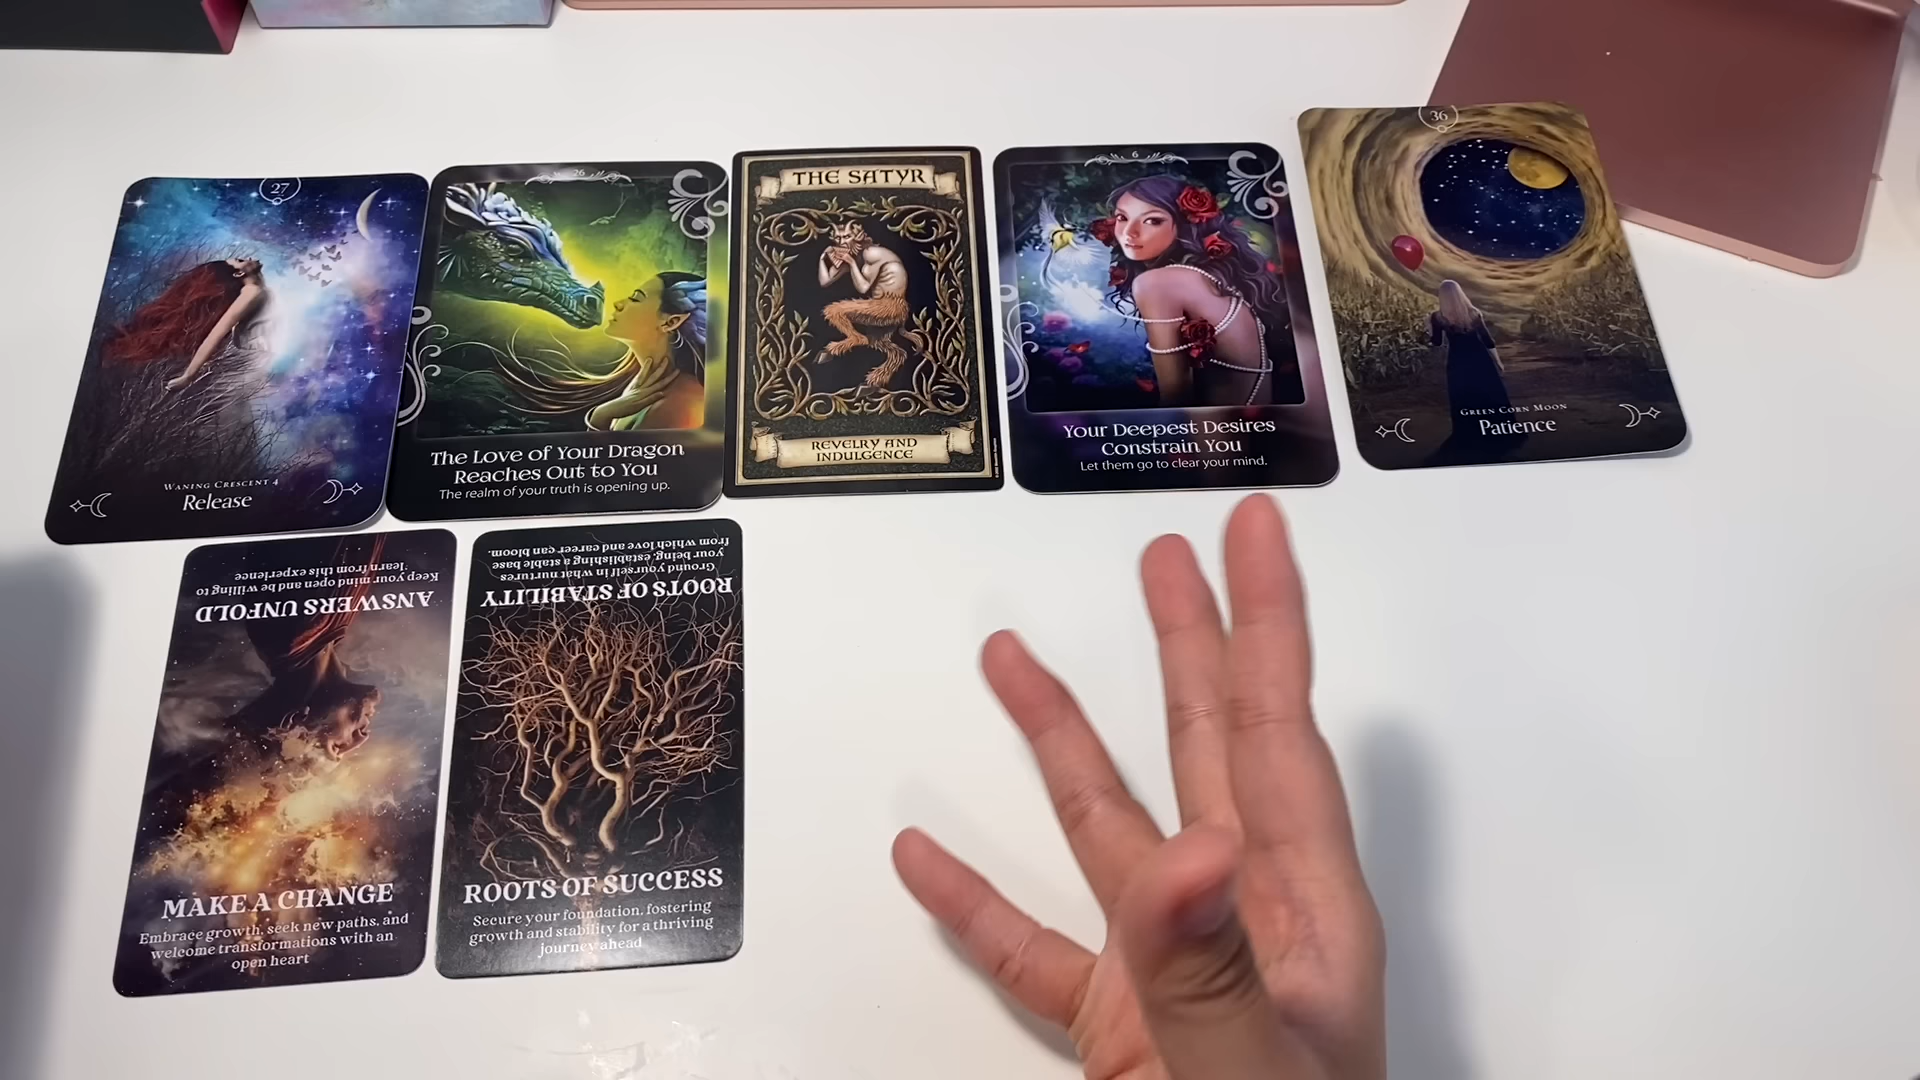 27
WANING CRESCENT 4
Release
26
The Love of Your Dragon
Reaches Out to You
The realm of your truth is opening up.
THE SATYR
REVELRY AND
INDULGENCE
6
Your Deepest Desires
Constrain You
Let them go to clear your mind.
36
GREEN CORN MOON
Patience
ANSWERS UNFOLD
Keep your mind open and be willing to
learn from this experience
MAKE A CHANGE
Embrace growth, seek new paths, and
welcome transformations with an
open heart
ROOTS OF STABILITY
Ground yourself in what nurtures
your being, establishing a stable base
from which love and career can bloom.
ROOTS OF SUCCESS
Secure your foundation, fostering
growth and stability for a thriving
journey ahead